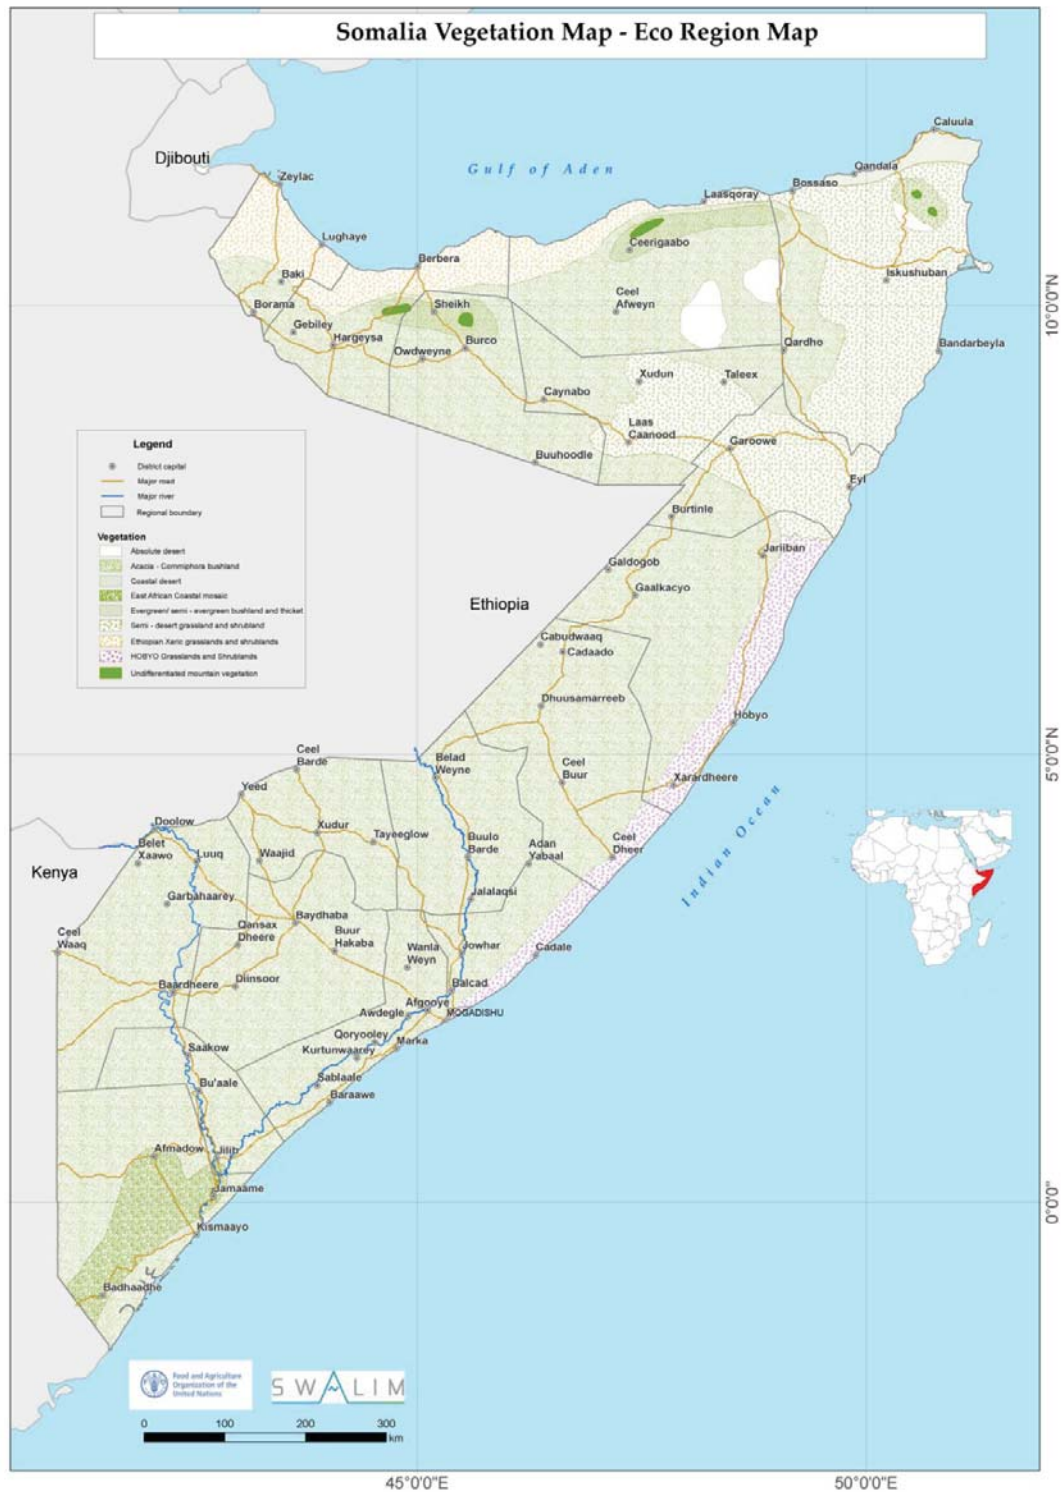 Somalia Vegetation Map - Eco Region Map
Caluula
Djibouti
Gulf of Aden
Qandala
Zeylac
Bossaso
Laasqoray
Lughaye
Ceerigaabo
Berbera
Baki
Iskushuban
Ceel
Afweyn
Borama
Sheikh
10°0'0"N
Gebiley
Hargeysa
Burco
Owdweyne
Qardho
Bandarbeyla
Xudun
Taleex
Caynabo
Laas
Caanood
Garoowe
Buuhoodle
Eyl
Legend
District capital
Major road
Major river
Regional boundary
Vegetation
Absolute desert
Acacia - Commiphora bushland
Coastal desert
East African Coastal mosaic
Evergreen/ semi - evergreen bushland and thicket
Semi - desert grassland and shrubland
Ethiopian Xeric grasslands and shrublands
HOBYO Grasslands and Shrublands
Undifferentiated mountain vegetation
Burtinle
Jariiban
Galdogob
Gaalkacyo
Ethiopia
Cabudwaaq
Cadaado
Dhuusamarreeb
Hobyo
Ceel
Barde
Belad
Weyne
Ceel
Buur
5°0'0"N
Xarardheere
Yeed
Doolow
Xudur
Tayeeglow
Buulo
Barde
Adan
Yabaal
Ceel
Dheer
Indian Ocean
Belet
Xaawo
Luuq
Waajid
Kenya
Garbahaarey
Jalalaqsi
Baydhaba
Qansax
Dheere
Buur
Hakaba
Ceel
Waaq
Wanla
Weyn
Jowhar
Cadale
Baardheere
Diinsoor
Balcad
Afgooye
Awdegle
MOGADISHU
Qoryooley
Marka
Kurtunwaarey
Saakow
Sablaale
Bu'aale
Baraawe
Afmadow
Jilib
Jamaame
0°0'0"
Kismaayo
Badhaadhe
Food and Agriculture
Organization of the
United Nations
SWALIM
0 100 200 300
km
45°0'0"E 50°0'0"E